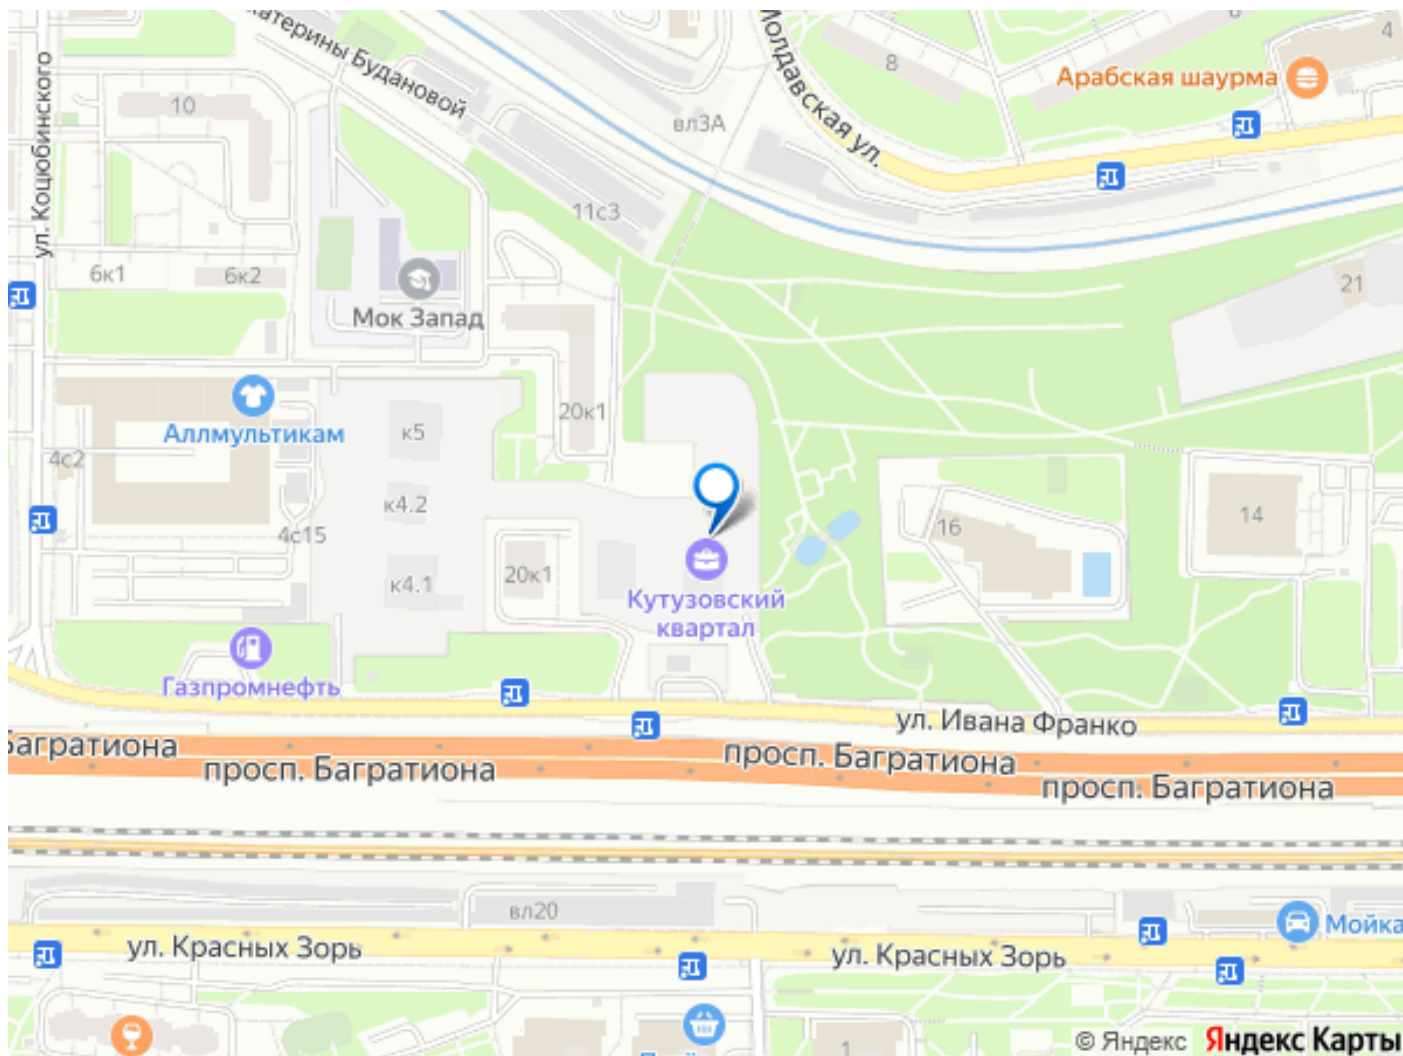 Екатерины Будановой
Молдавская ул.
ул. Коцюбинского
8
4
Арабская шаурма
10
вл3А
11с3
6к1
6к2
Мок Запад
21
20к1
Аллмультикам
к5
4с2
к4.2
4с15
16
14
к4.1
20к1
Кутузовский
квартал
Газпромнефть
ул. Ивана Франко
Багратиона
просп. Багратиона
просп. Багратиона
просп. Багратиона
вл20
Мойка
ул. Красных Зорь
ул. Красных Зорь
1
© Яндекс Яндекс Карты